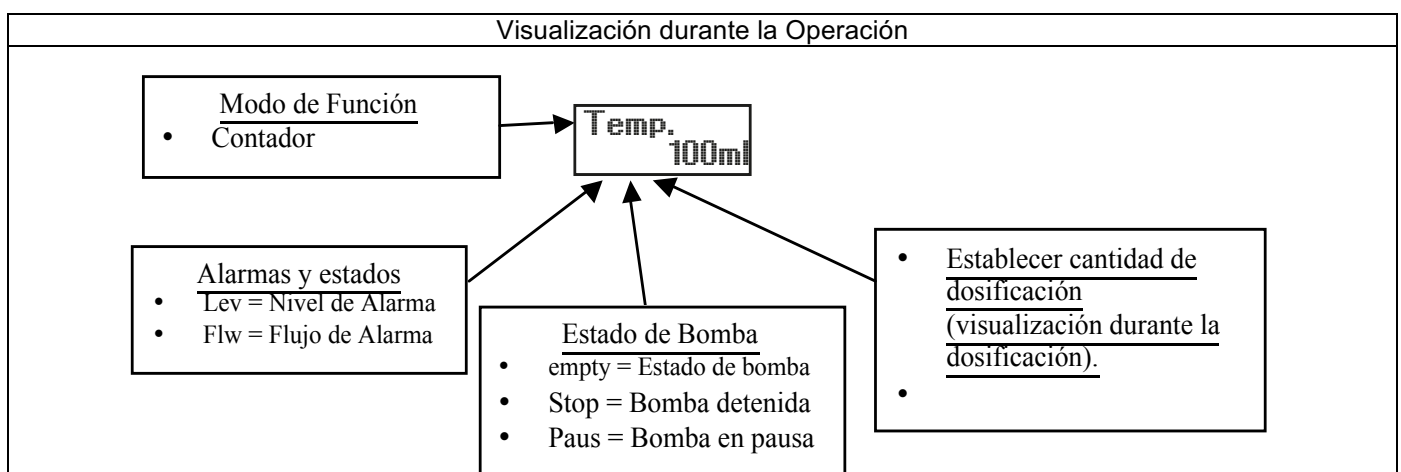 Visualización durante la Operación
Modo de Función
• Contador
Temp.
100ml
Alarmas y estados
• Lev = Nivel de Alarma
• Flw = Flujo de Alarma
Estado de Bomba
• empty = Estado de bomba
• Stop = Bomba detenida
• Paus = Bomba en pausa
• Establecer cantidad de
dosificación
(visualización durante la
dosificación).
•